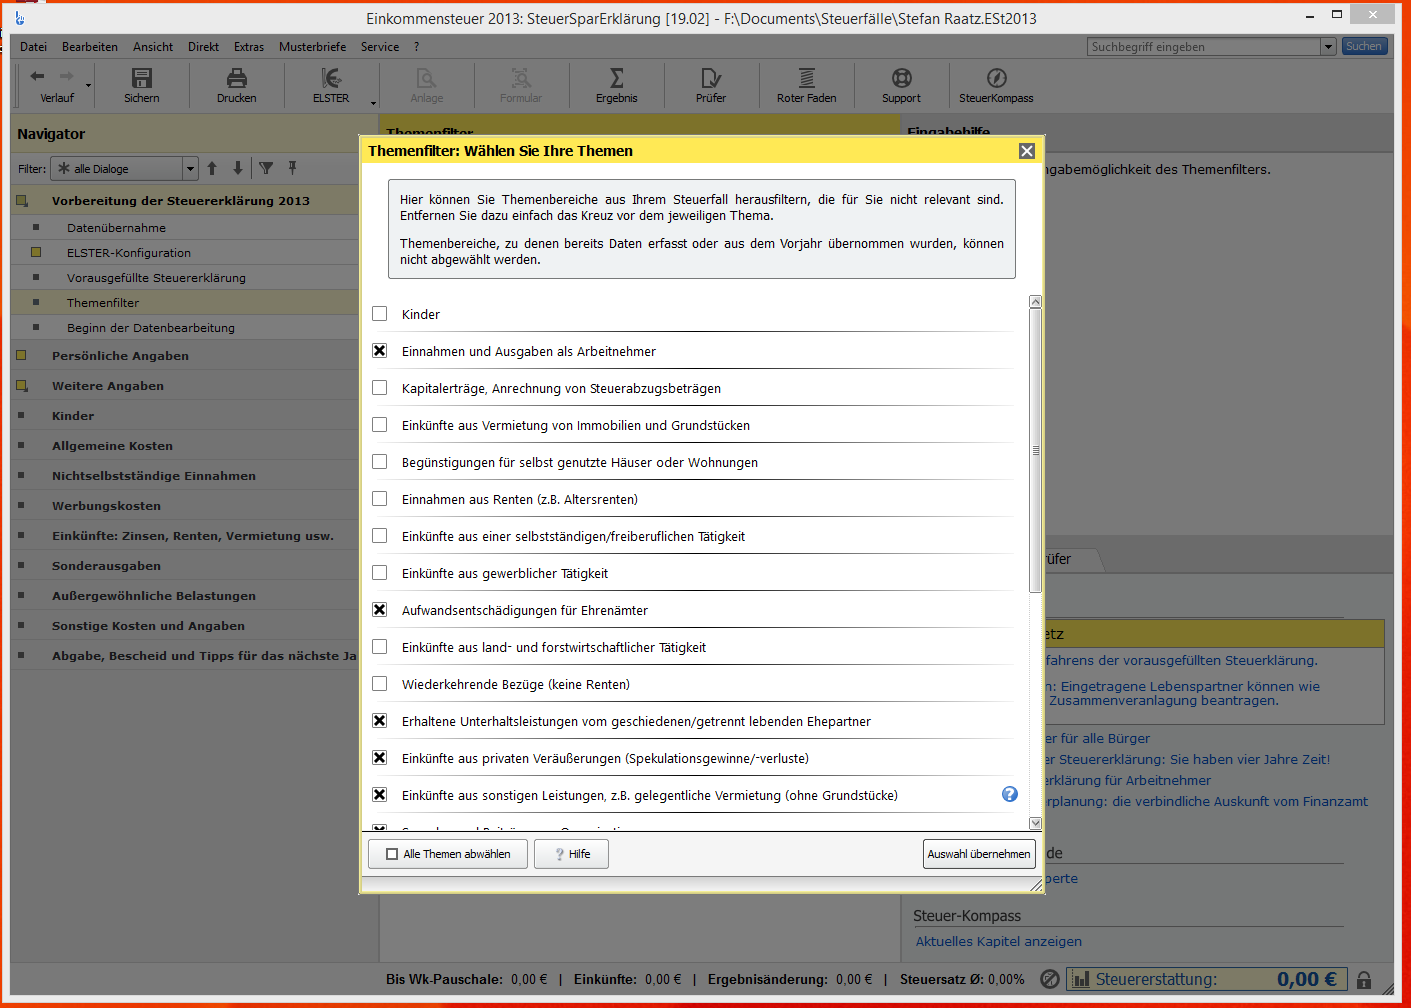 Einkommensteuer 2013: SteuerSparErklärung [19.02] - F:\Documents\Steuerfälle\Stefan Raatz.ESt2013
Datei Bearbeiten Ansicht Direkt Extras Musterbriefe Service ?
Suchbegriff eingeben Suchen
Verlauf Sichern Drucken ELSTER Anlage Formular Ergebnis Prüfer Roter Faden Support SteuerKompass
Navigator
Filter: alle Dialoge
Vorbereitung der Steuererklärung 2013
Datenübernahme
ELSTER-Konfiguration
Vorausgefüllte Steuererklärung
Themenfilter
Beginn der Datenbearbeitung
Persönliche Angaben
Weitere Angaben
Kinder
Allgemeine Kosten
Nichtselbstständige Einnahmen
Werbungskosten
Einkünfte: Zinsen, Renten, Vermietung usw.
Sonderausgaben
Außergewöhnliche Belastungen
Sonstige Kosten und Angaben
Abgabe, Bescheid und Tipps für das nächste Ja
Themenfilter
Themenfilter: Wählen Sie Ihre Themen
Hier können Sie Themenbereiche aus Ihrem Steuerfall herausfiltern, die für Sie nicht relevant sind.
Entfernen Sie dazu einfach das Kreuz vor dem jeweiligen Thema.
Themenbereiche, zu denen bereits Daten erfasst oder aus dem Vorjahr übernommen wurden, können
nicht abgewählt werden.
Kinder
Einnahmen und Ausgaben als Arbeitnehmer
Kapitalerträge, Anrechnung von Steuerabzugsbeträgen
Einkünfte aus Vermietung von Immobilien und Grundstücken
Begünstigungen für selbst genutzte Häuser oder Wohnungen
Einnahmen aus Renten (z.B. Altersrenten)
Einkünfte aus einer selbstständigen/freiberuflichen Tätigkeit
Einkünfte aus gewerblicher Tätigkeit
Aufwandsentschädigungen für Ehrenämter
Einkünfte aus land- und forstwirtschaftlicher Tätigkeit
Wiederkehrende Bezüge (keine Renten)
Erhaltene Unterhaltsleistungen vom geschiedenen/getrennt lebenden Ehepartner
Einkünfte aus privaten Veräußerungen (Spekulationsgewinne/-verluste)
Einkünfte aus sonstigen Leistungen, z.B. gelegentliche Vermietung (ohne Grundstücke) ?
Alle Themen abwählen ? Hilfe Auswahl übernehmen
Eingabehilfe
ngabemöglichkeit des Themenfilters.
üfer
etz
fahrens der vorausgefüllten Steuererklärung.
n: Eingetragene Lebenspartner können wie
Zusammenveranlagung beantragen.
er für alle Bürger
er Steuererklärung: Sie haben vier Jahre Zeit!
erklärung für Arbeitnehmer
erplanung: die verbindliche Auskunft vom Finanzamt
de
perte
Steuer-Kompass
Aktuelles Kapitel anzeigen
Bis Wk-Pauschale: 0,00 € | Einkünfte: 0,00 € | Ergebnisänderung: 0,00 € | Steuersatz Ø: 0,00% Steuererstattung: 0,00 €